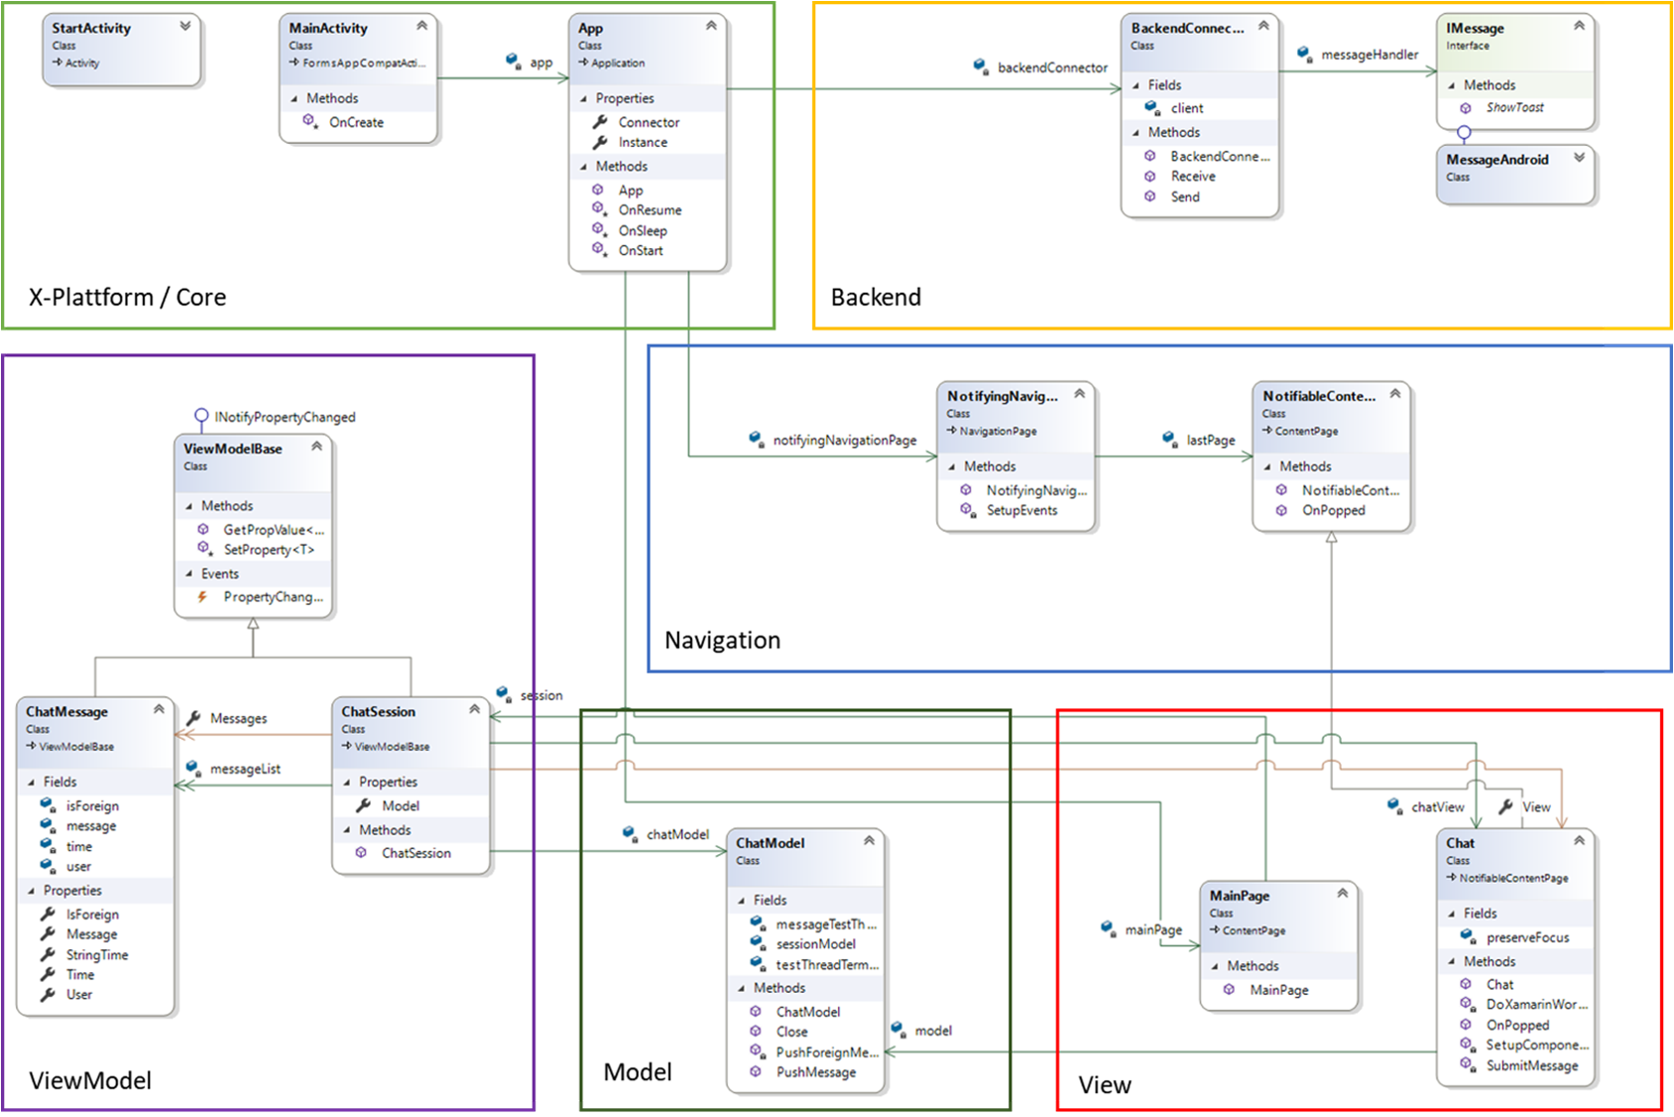 StartActivity
Class
Activity
MainActivity
Class
FormsAppCompatActi...
Methods
OnCreate
app
App
Class
Application
Properties
Connector
Instance
Methods
App
OnResume
OnSleep
OnStart
X-Plattform / Core
backendConnector
BackendConnec...
Class
Fields
client
Methods
BackendConne...
Receive
Send
messageHandler
IMessage
Interface
Methods
ShowToast
MessageAndroid
Class
Backend
notifyingNavigationPage
NotifyingNavig...
Class
NavigationPage
Methods
NotifyingNavig...
SetupEvents
lastPage
NotifiableConte...
Class
ContentPage
Methods
NotifiableCont...
OnPopped
Navigation
INotifyPropertyChanged
ViewModelBase
Class
Methods
GetPropValue<...
SetProperty<T>
Events
PropertyChang...
ChatMessage
Class
ViewModelBase
Fields
isForeign
message
time
user
Properties
IsForeign
Message
StringTime
Time
User
Messages
messageList
ChatSession
Class
ViewModelBase
Properties
Model
Methods
ChatSession
session
ViewModel
chatModel
ChatModel
Class
Fields
messageTestTh...
sessionModel
testThreadTerm...
Methods
ChatModel
Close
PushForeignMe...
PushMessage
Model
model
mainPage
MainPage
Class
ContentPage
Methods
MainPage
chatView
View
Chat
Class
NotifiableContentPage
Fields
preserveFocus
Methods
Chat
DoXamarinWor...
OnPopped
SetupCompone...
SubmitMessage
View